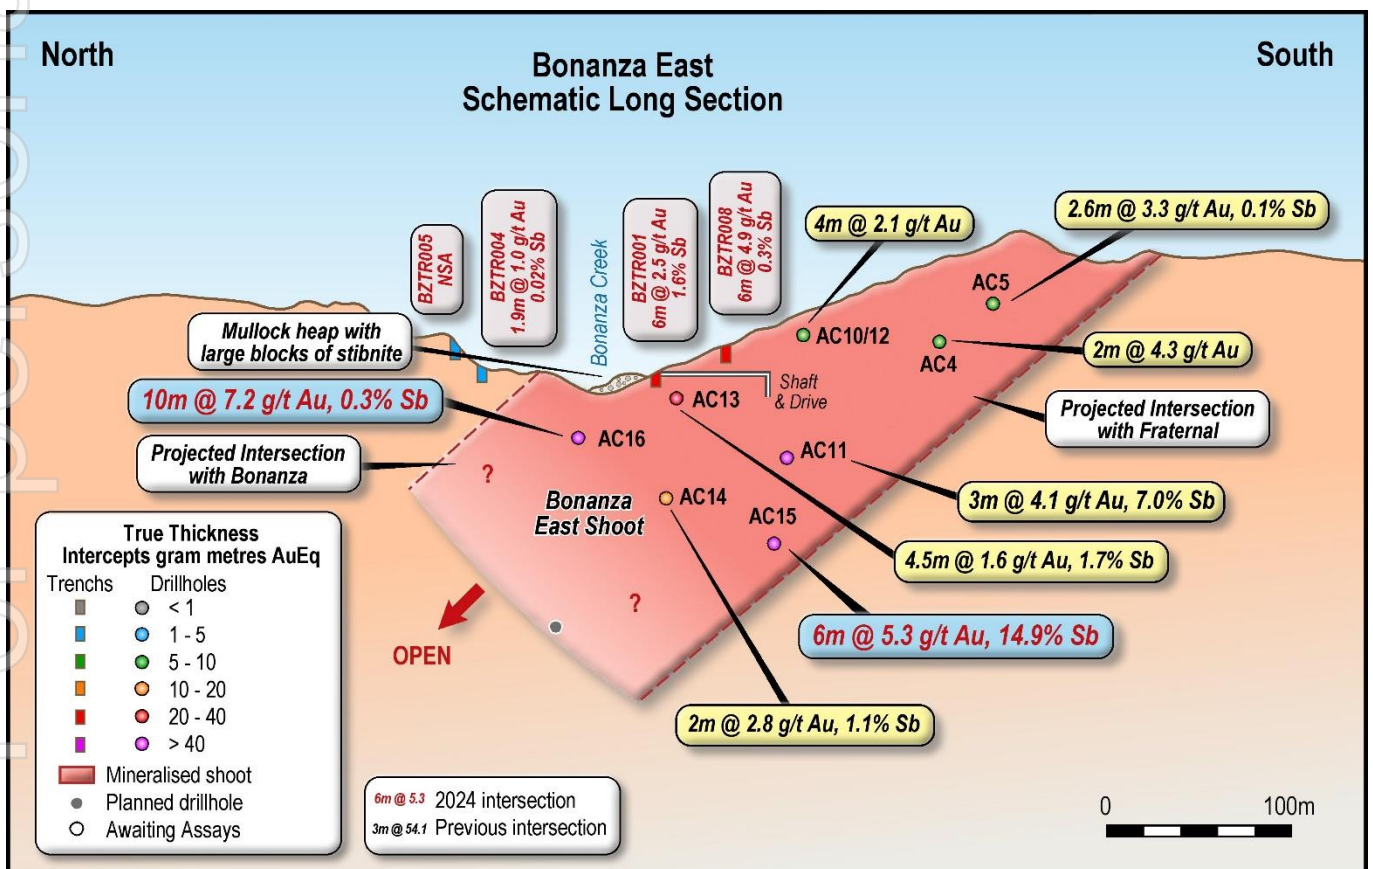 North
South
Bonanza East
Schematic Long Section
BZTR005
NSA
BZTR004
1.9m @ 1.0 g/t Au
0.02% Sb
Bonanza Creek
BZTR001
6m @ 2.5 g/t Au
1.6% Sb
BZTR008
6m @ 4.9 g/t Au
0.3% Sb
4m @ 2.1 g/t Au
2.6m @ 3.3 g/t Au, 0.1% Sb
AC5
AC10/12
AC4
2m @ 4.3 g/t Au
Mullock heap with
large blocks of stibnite
Shaft
& Drive
AC13
10m @ 7.2 g/t Au, 0.3% Sb
AC16
Projected Intersection
with Fraternal
Projected Intersection
with Bonanza
?
AC11
3m @ 4.1 g/t Au, 7.0% Sb
Bonanza
East Shoot
AC14
AC15
4.5m @ 1.6 g/t Au, 1.7% Sb
?
6m @ 5.3 g/t Au, 14.9% Sb
OPEN
2m @ 2.8 g/t Au, 1.1% Sb
True Thickness
Intercepts gram metres AuEq
Trenchs Drillholes
< 1
1 - 5
5 - 10
10 - 20
20 - 40
> 40
Mineralised shoot
Planned drillhole
Awaiting Assays
6m @ 5.3 2024 intersection
3m @ 54.1 Previous intersection
0 100m